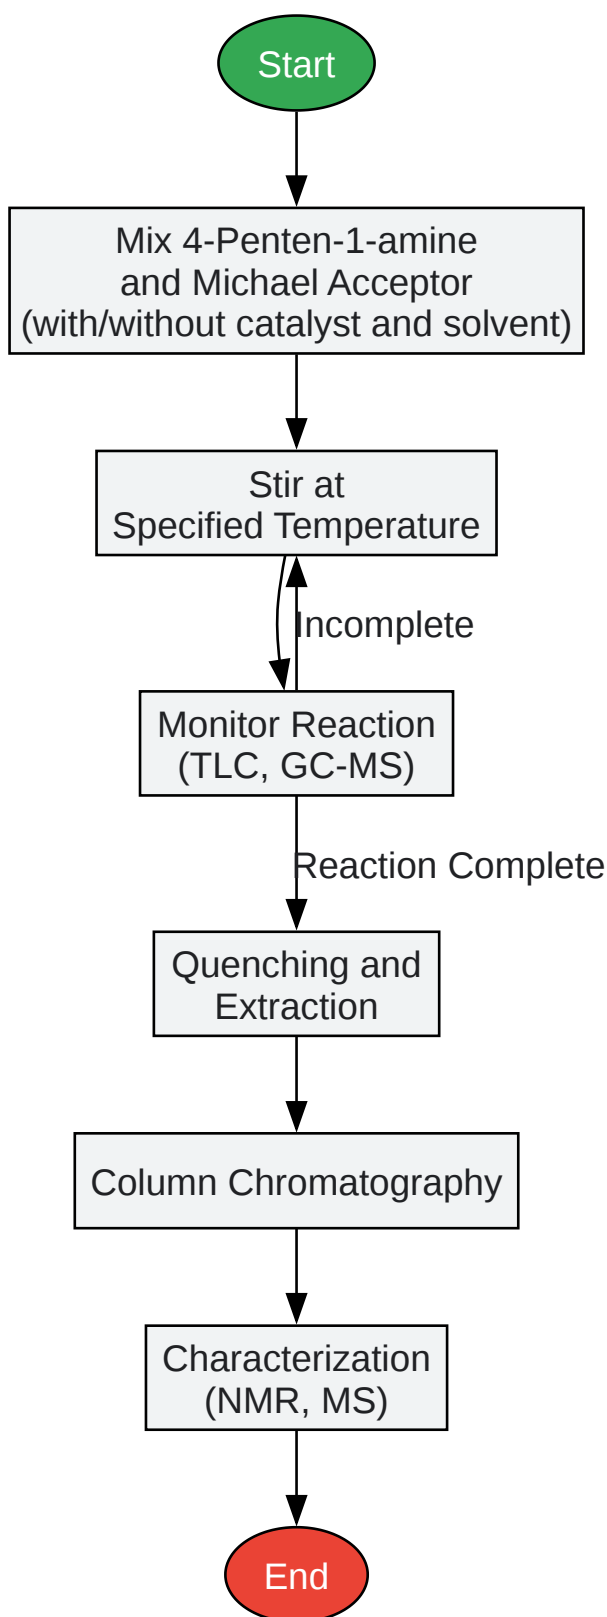 Start
Mix 4-Penten-1-amine
and Michael Acceptor
(with/without catalyst and solvent)
Stir at
Specified Temperature
Incomplete
Monitor Reaction
(TLC, GC-MS)
Reaction Complete
Quenching and
Extraction
Column Chromatography
Characterization
(NMR, MS)
End